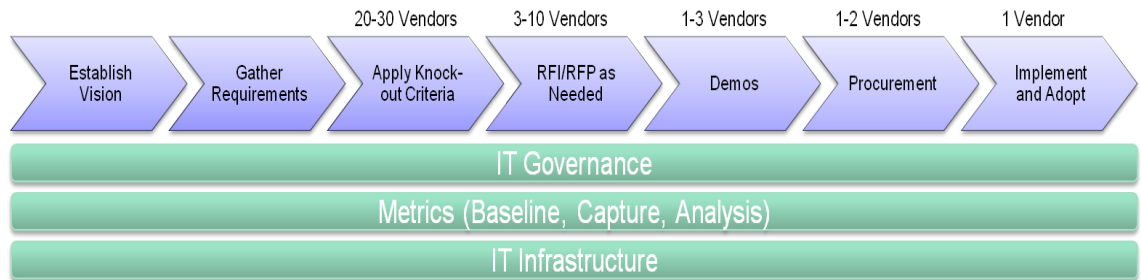 20-30 Vendors
3-10 Vendors
1-3 Vendors
1-2 Vendors
1 Vendor
Establish
Vision
Gather
Requirements
Apply Knock-
out Criteria
RFI/RFP as
Needed
Demos
Procurement
Implement
and Adopt
IT Governance
Metrics (Baseline, Capture, Analysis)
IT Infrastructure